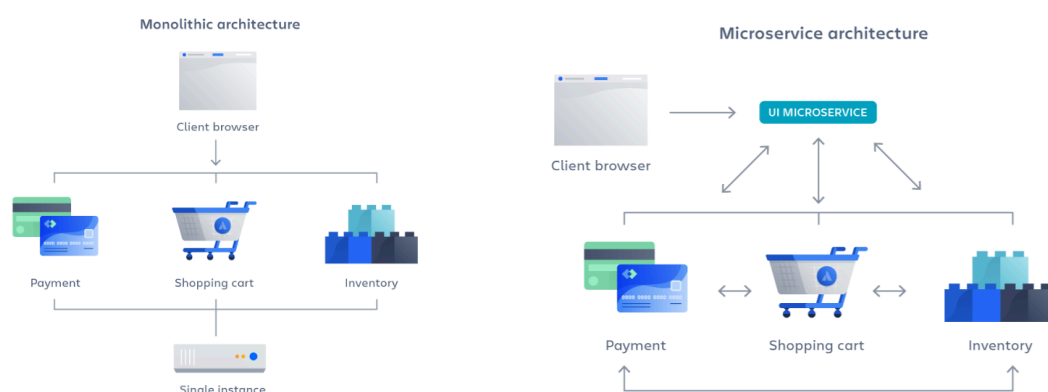 Monolithic architecture
Client browser
Payment
Shopping cart
Inventory
Single instance
Microservice architecture
Client browser
UI MICROSERVICE
Payment
Shopping cart
Inventory